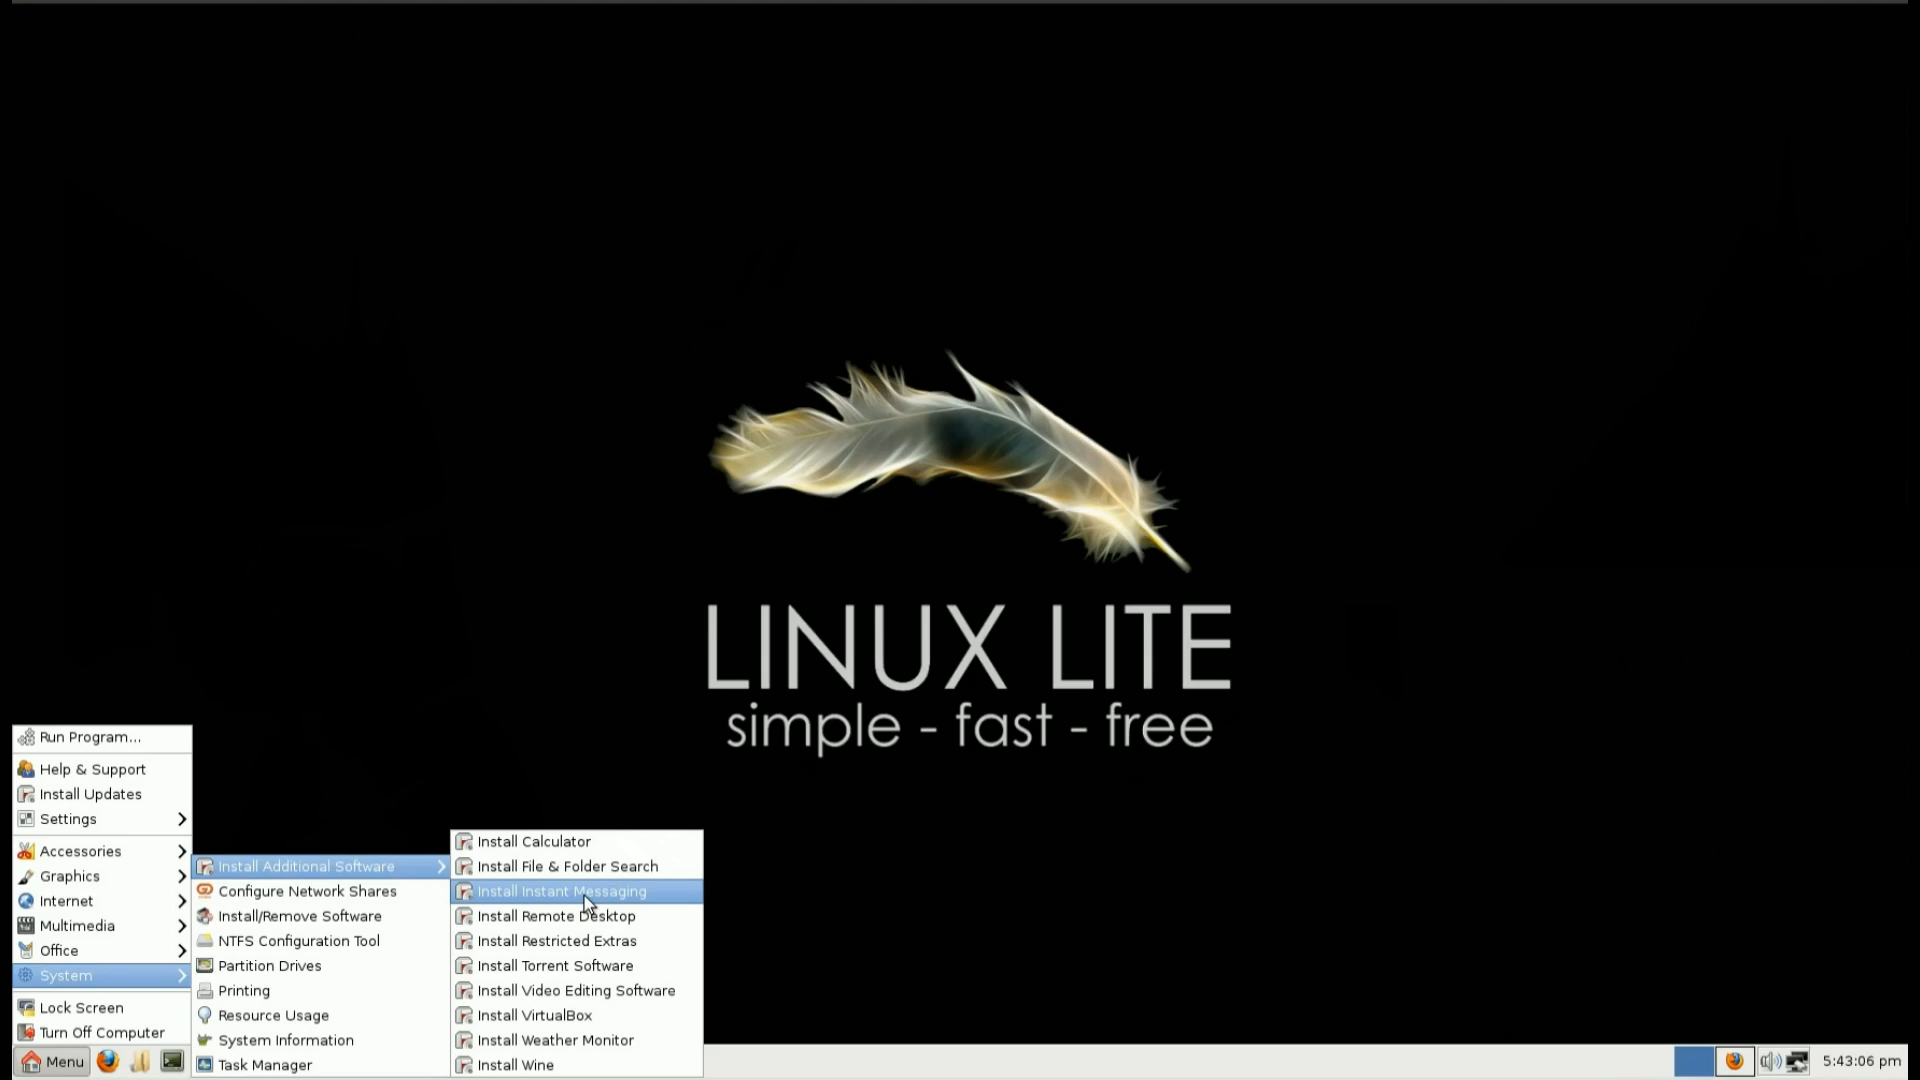 LINUX LITE
simple - fast - free
Run Program...
Help & Support
Install Updates
Settings
Accessories
Graphics
Internet
Multimedia
Office
System
Lock Screen
Turn Off Computer
Install Additional Software
Configure Network Shares
Install/Remove Software
NTFS Configuration Tool
Partition Drives
Printing
Resource Usage
System Information
Task Manager
Install Calculator
Install File & Folder Search
Install Instant Messaging
Install Remote Desktop
Install Restricted Extras
Install Torrent Software
Install Video Editing Software
Install VirtualBox
Install Weather Monitor
Install Wine
Menu
5:43:06 pm